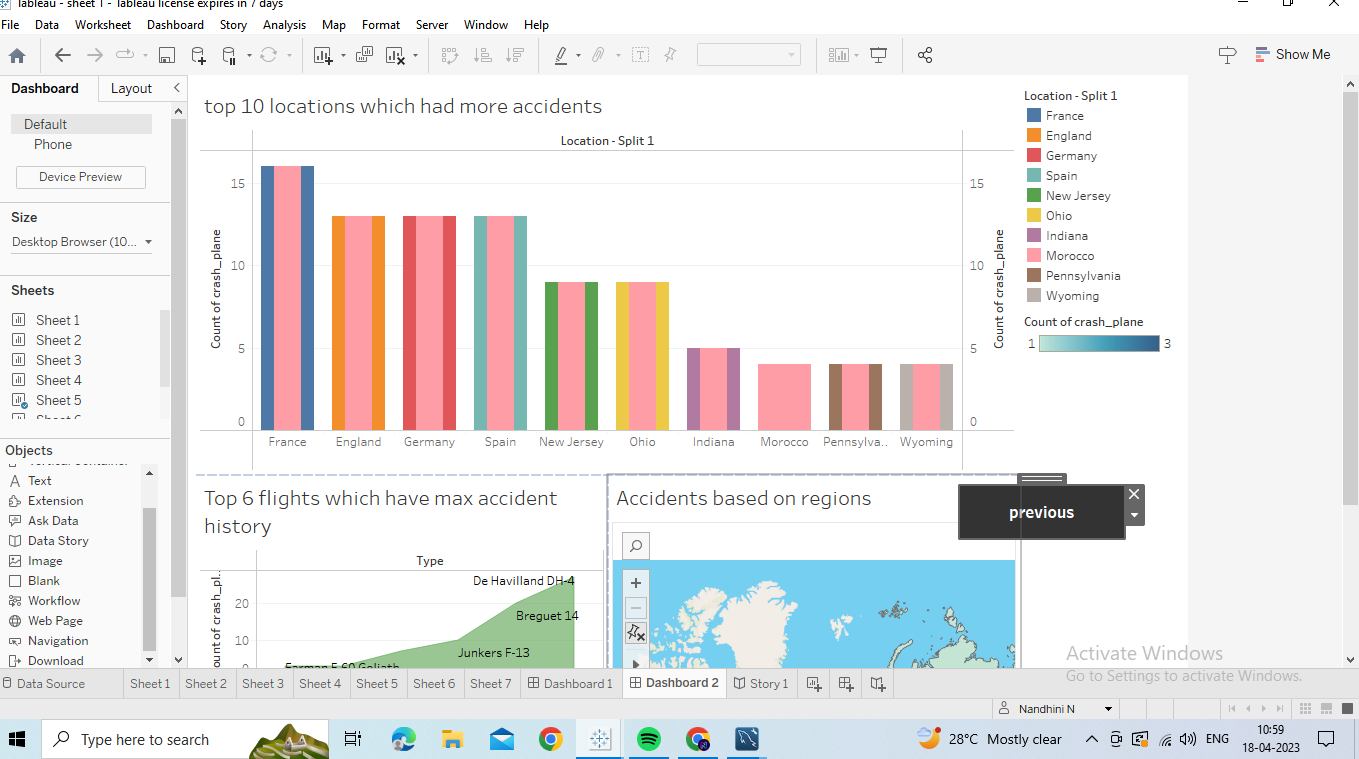 Tableau - sheet 1 - Tableau license expires in 7 days
File Data Worksheet Dashboard Story Analysis Map Format Server Window Help
Show Me
Dashboard Layout
Default
Phone
Device Preview
Size
Desktop Browser (10...
Sheets
Sheet 1
Sheet 2
Sheet 3
Sheet 4
Sheet 5
Objects
Text
Extension
Ask Data
Data Story
Image
Blank
Workflow
Web Page
Navigation
Download
top 10 locations which had more accidents
Location - Split 1
Count of crash_plane
15
10
5
0
France England Germany Spain New Jersey Ohio Indiana Morocco Pennsylva.. Wyoming
15
10
5
0
Count of crash_plane
Location - Split 1
France
England
Germany
Spain
New Jersey
Ohio
Indiana
Morocco
Pennsylvania
Wyoming
Count of crash_plane
1 3
Top 6 flights which have max accident
history
Type
20
10
0
De Havilland DH-4
Breguet 14
Junkers F-13
Farman F-60 Goliath
Accidents based on regions
previous
Activate Windows
Go to Settings to activate Windows.
Data Source Sheet 1 Sheet 2 Sheet 3 Sheet 4 Sheet 5 Sheet 6 Sheet 7 Dashboard 1 Dashboard 2 Story 1
Nandhini N
Type here to search
28°C Mostly clear
ENG
10:59
18-04-2023